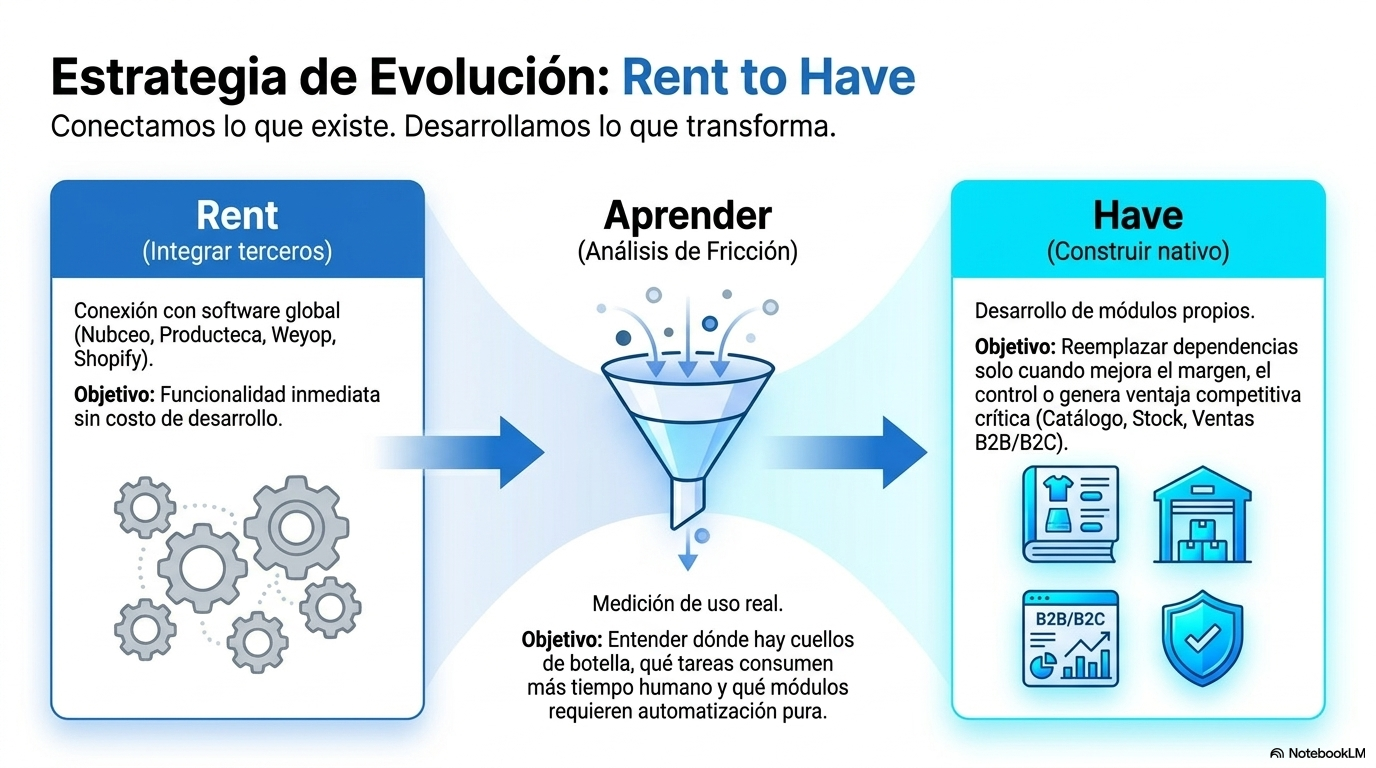 Estrategia de Evolución: Rent to Have
Conectamos lo que existe. Desarrollamos lo que transforma.
Rent
(Integrar terceros)
Conexión con software global
(Nubceo, Producteca, Weyop,
Shopify).
Objetivo: Funcionalidad inmediata
sin costo de desarrollo.
Aprender
(Análisis de Fricción)
Medición de uso real.
Objetivo: Entender dónde hay cuellos
de botella, qué tareas consumen
más tiempo humano y qué módulos
requieren automatización pura.
Have
(Construir nativo)
Desarrollo de módulos propios.
Objetivo: Reemplazar dependencias
solo cuando mejora el margen, el
control o genera ventaja competitiva
crítica (Catálogo, Stock, Ventas
B2B/B2C).
B2B/B2C
NotebookLM